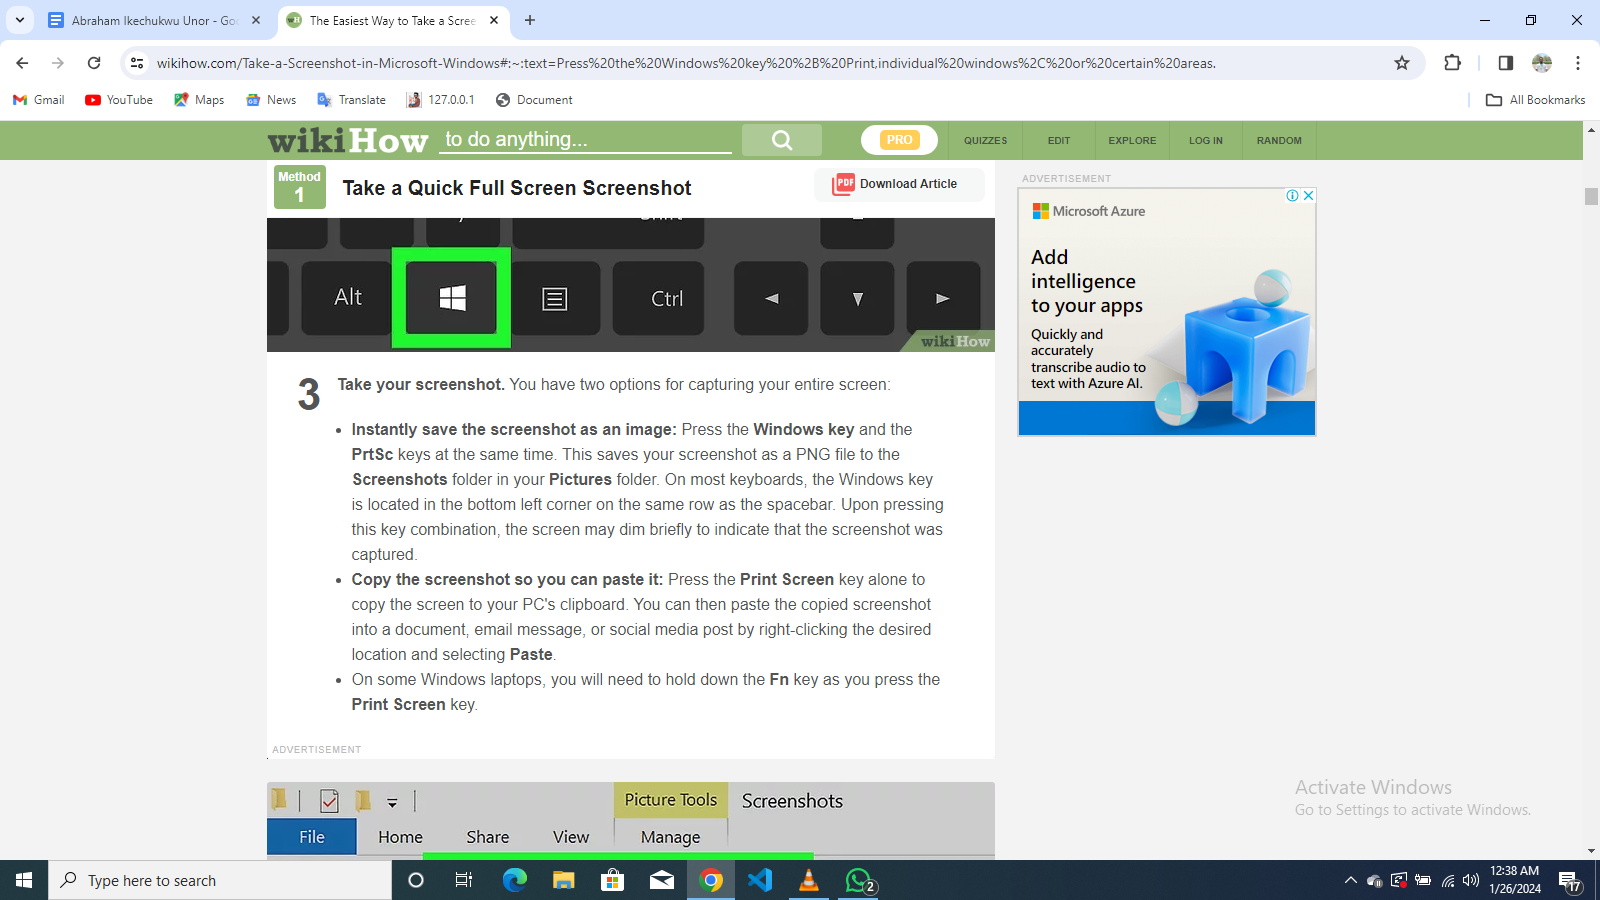 Abraham Ikechukwu Unor - Go
The Easiest Way to Take a Scree
wikihow.com/Take-a-Screenshot-in-Microsoft-Windows#:~:text=Press%20the%20Windows%20key%20%2B%20Print,individual%20windows%2C%20or%20certain%20areas.
Gmail
YouTube
Maps
News
Translate
127.0.0.1
Document
All Bookmarks
wikiHow
to do anything...
PRO
QUIZZES
EDIT
EXPLORE
LOG IN
RANDOM
Method
1
Take a Quick Full Screen Screenshot
PDF
Download Article
Alt
Ctrl
wikiHow
3
Take your screenshot. You have two options for capturing your entire screen:
• Instantly save the screenshot as an image: Press the Windows key and the
PrtSc keys at the same time. This saves your screenshot as a PNG file to the
Screenshots folder in your Pictures folder. On most keyboards, the Windows key
is located in the bottom left corner on the same row as the spacebar. Upon pressing
this key combination, the screen may dim briefly to indicate that the screenshot was
captured.
• Copy the screenshot so you can paste it: Press the Print Screen key alone to
copy the screen to your PC's clipboard. You can then paste the copied screenshot
into a document, email message, or social media post by right-clicking the desired
location and selecting Paste.
• On some Windows laptops, you will need to hold down the Fn key as you press the
Print Screen key.
ADVERTISEMENT
Picture Tools
Screenshots
File
Home
Share
View
Manage
ADVERTISEMENT
Microsoft Azure
Add
intelligence
to your apps
Quickly and
accurately
transcribe audio to
text with Azure AI.
Activate Windows
Go to Settings to activate Windows.
Type here to search
2
12:38 AM
1/26/2024
17